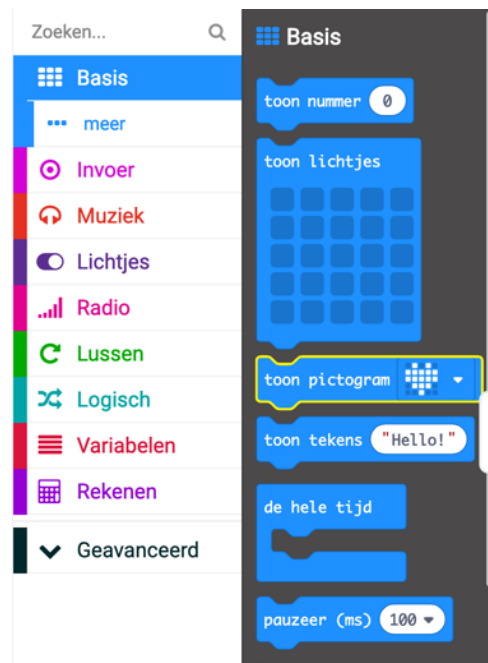 Zoeken...
Basis
meer
Invoer
Muziek
Lichtjes
Radio
Lussen
Logisch
Variabelen
Rekenen
Geavanceerd
Basis
toon nummer 0
toon lichtjes
toon pictogram
toon tekens "Hello!"
de hele tijd
pauzeer (ms) 100